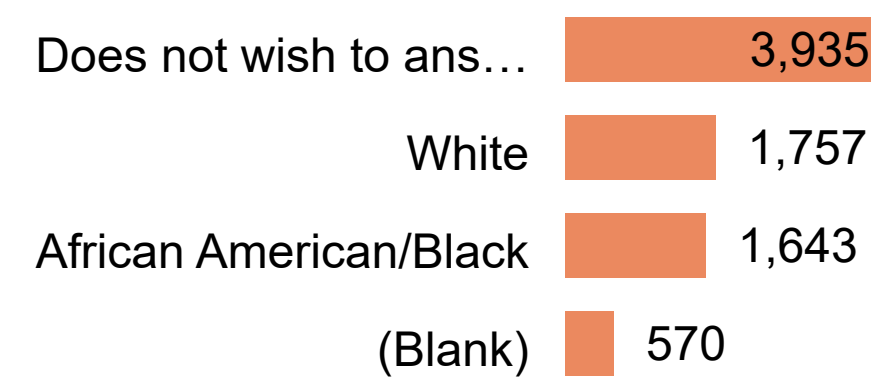 Does not wish to ans… 3,935
White 1,757
African American/Black 1,643
(Blank) 570